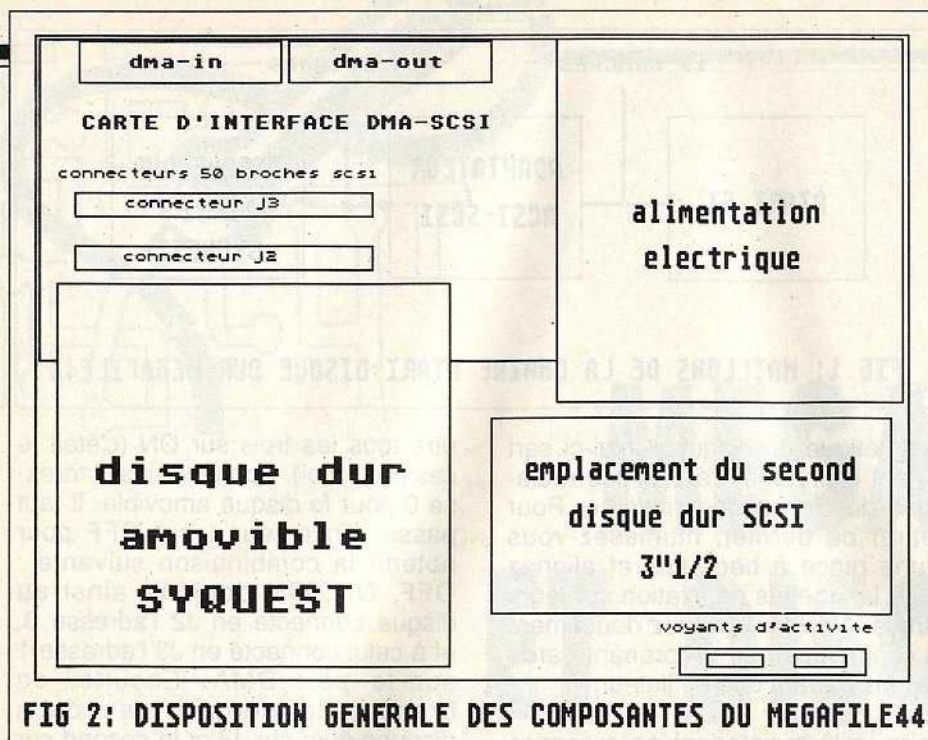 dma-in
dma-out
CARTE D'INTERFACE DMA-SCSI
connecteurs 50 broches scsi
connecteur J3
connecteur J2
alimentation
electrique
disque dur
amovible
SYQUEST
emplacement du second
disque dur SCSI
3"1/2
voyants d'activite
FIG 2: DISPOSITION GENERALE DES COMPOSANTES DU MEGAFILE44